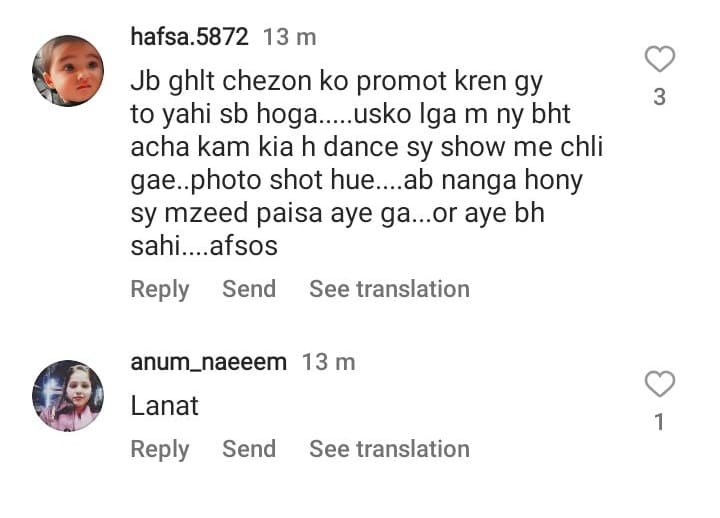 hafsa.5872 13 m
Jb ghlt chezon ko promot kren gy
to yahi sb hoga.....usko lga m ny bht
acha kam kia h dance sy show me chli
gae..photo shot hue....ab nanga hony
sy mzeed paisa aye ga...or aye bh
sahi....afsos
3
Reply Send See translation
anum_naeeem 13 m
Lanat
1
Reply Send See translation